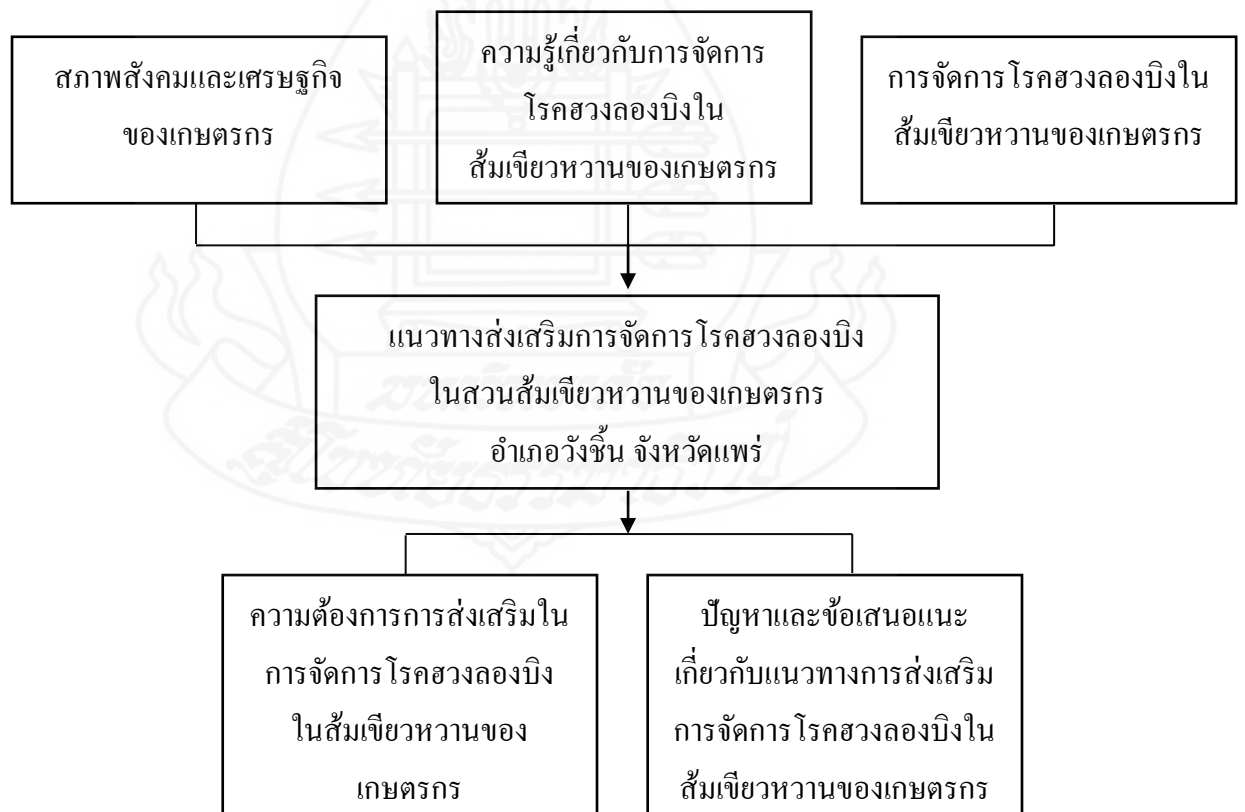 สภาพสังคมและเศรษฐกิจ
ของเกษตรกร
ความรู้เกี่ยวกับการจัดการ
โรคฮวงลองบิงใน
ส้มเขียวหวานของเกษตรกร
การจัดการโรคฮวงลองบิงใน
ส้มเขียวหวานของเกษตรกร
แนวทางส่งเสริมการจัดการโรคฮวงลองบิง
ในสวนส้มเขียวหวานของเกษตรกร
อำเภอวังชิ้น จังหวัดแพร่
ความต้องการการส่งเสริมใน
การจัดการโรคฮวงลองบิง
ในส้มเขียวหวานของ
เกษตรกร
ปัญหาและข้อเสนอแนะ
เกี่ยวกับแนวทางการส่งเสริม
การจัดการโรคฮวงลองบิงใน
ส้มเขียวหวานของเกษตรกร